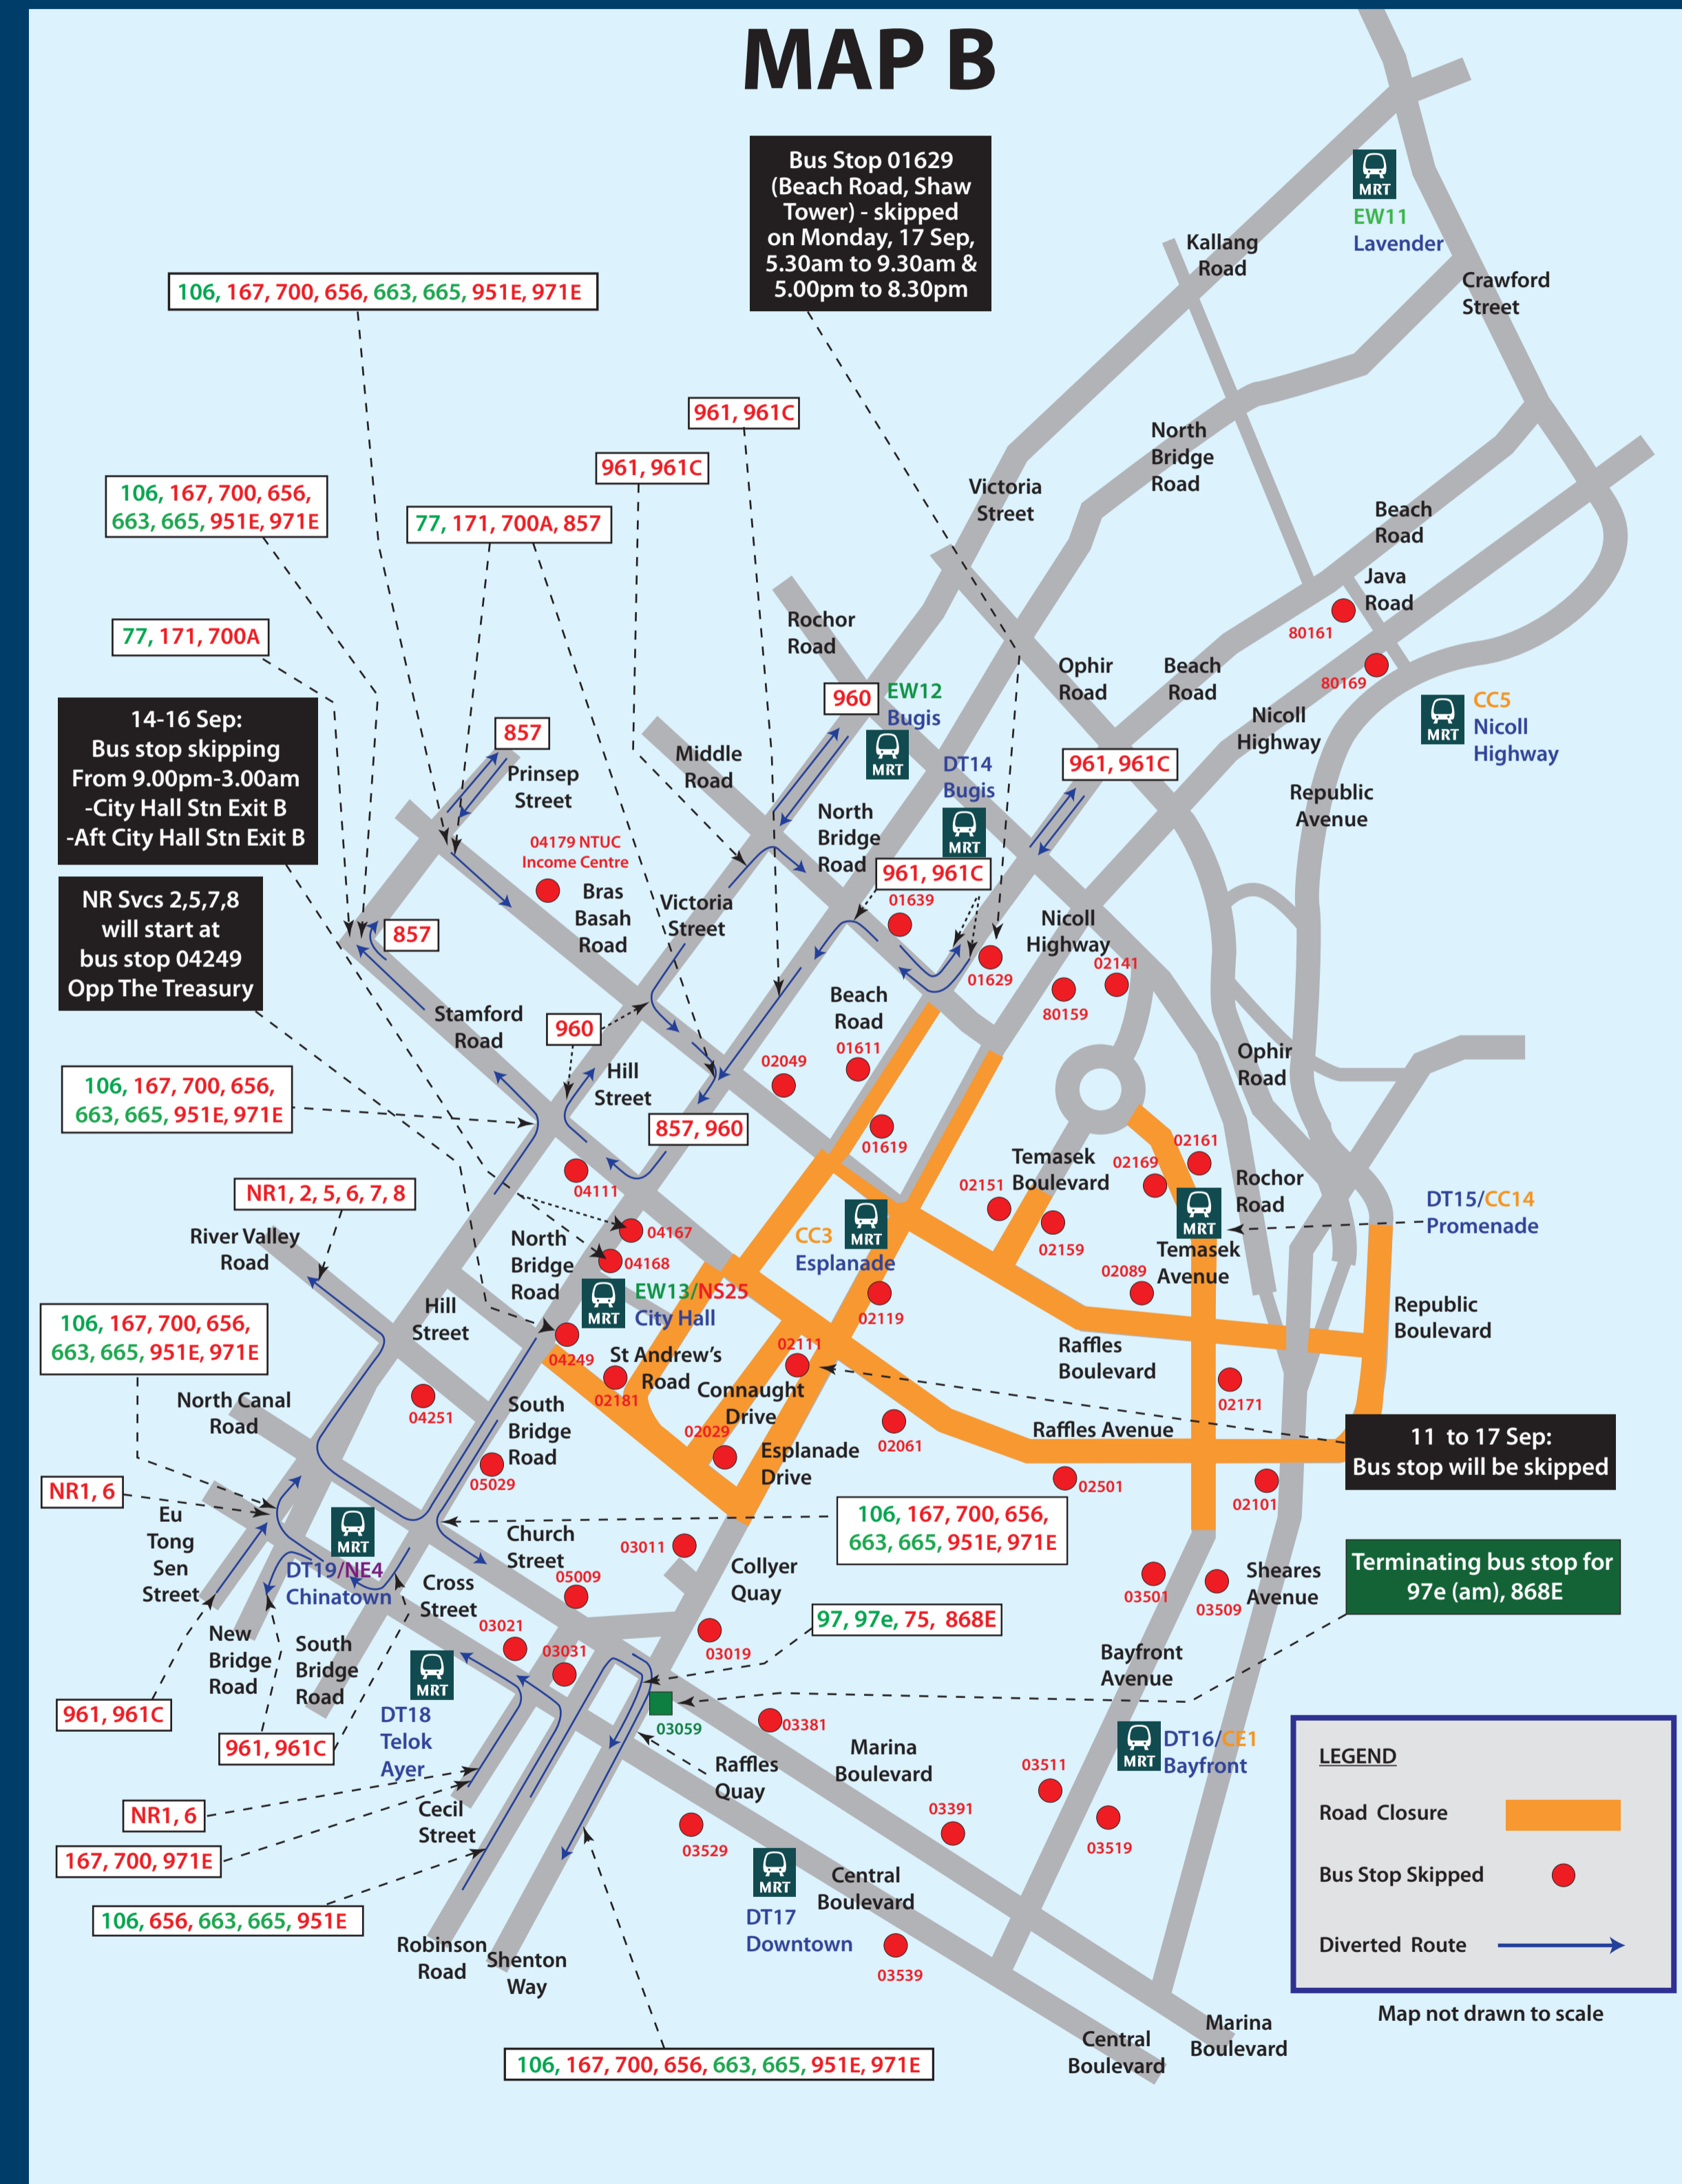 MAP B
Bus Stop 01629
(Beach Road, Shaw
Tower) - skipped
on Monday, 17 Sep,
5.30am to 9.30am &
5.00pm to 8.30pm
MRT
EW11
Lavender
Kallang
Road
Crawford
Street
106, 167, 700, 656, 663, 665, 951E, 971E
961, 961C
961, 961C
North
Bridge
Road
Victoria
Street
106, 167, 700, 656,
663, 665, 951E, 971E
77, 171, 700A, 857
Beach
Road
Java
Road
80161
80169
77, 171, 700A
Rochor
Road
Ophir
Road
Beach
Road
Nicoll
Highway
MRT
CC5
Nicoll
Highway
960
EW12
Bugis
MRT
14-16 Sep:
Bus stop skipping
From 9.00pm-3.00am
-City Hall Stn Exit B
-Aft City Hall Stn Exit B
857
Prinsep
Street
Middle
Road
DT14
Bugis
MRT
961, 961C
Republic
Avenue
04179 NTUC
Income Centre
North
Bridge
Road
961, 961C
01639
NR Svcs 2,5,7,8
will start at
bus stop 04249
Opp The Treasury
857
Bras
Basah
Road
Victoria
Street
Nicoll
Highway
01629
02141
80159
Stamford
Road
960
Beach
Road
01611
02049
Ophir
Road
106, 167, 700, 656,
663, 665, 951E, 971E
Hill
Street
857, 960
01619
04111
Temasek
Boulevard
02151
02159
02169
02161
Rochor
Road
MRT
DT15/CC14
Promenade
NR1, 2, 5, 6, 7, 8
River Valley
Road
04167
04168
North
Bridge
Road
CC3
Esplanade
MRT
Temasek
Avenue
02089
MRT
EW13/NS25
City Hall
02119
Republic
Boulevard
106, 167, 700, 656,
663, 665, 951E, 971E
Hill
Street
04249
St Andrew's
Road
02181
02111
Connaught
Drive
Raffles
Boulevard
02171
North Canal
Road
04251
South
Bridge
Road
02029
Esplanade
Drive
02061
Raffles Avenue
11 to 17 Sep:
Bus stop will be skipped
05029
02501
02101
NR1, 6
Eu
Tong
Sen
Street
MRT
DT19/NE4
Chinatown
Church
Street
03011
106, 167, 700, 656,
663, 665, 951E, 971E
Collyer
Quay
Terminating bus stop for
97e (am), 868E
05009
Cross
Street
03501
03509
Sheares
Avenue
New
Bridge
Road
South
Bridge
Road
03021
03031
03019
97, 97e, 75, 868E
Bayfront
Avenue
961, 961C
961, 961C
MRT
DT18
Telok
Ayer
03059
03381
Marina
Boulevard
MRT
DT16/CE1
Bayfront
Raffles
Quay
03511
03519
03391
NR1, 6
167, 700, 971E
Cecil
Street
03529
MRT
DT17
Downtown
Central
Boulevard
106, 656, 663, 665, 951E
Robinson
Road
Shenton
Way
03539
LEGEND
Road Closure
Bus Stop Skipped
Diverted Route
Map not drawn to scale
106, 167, 700, 656, 663, 665, 951E, 971E
Central
Boulevard
Marina
Boulevard